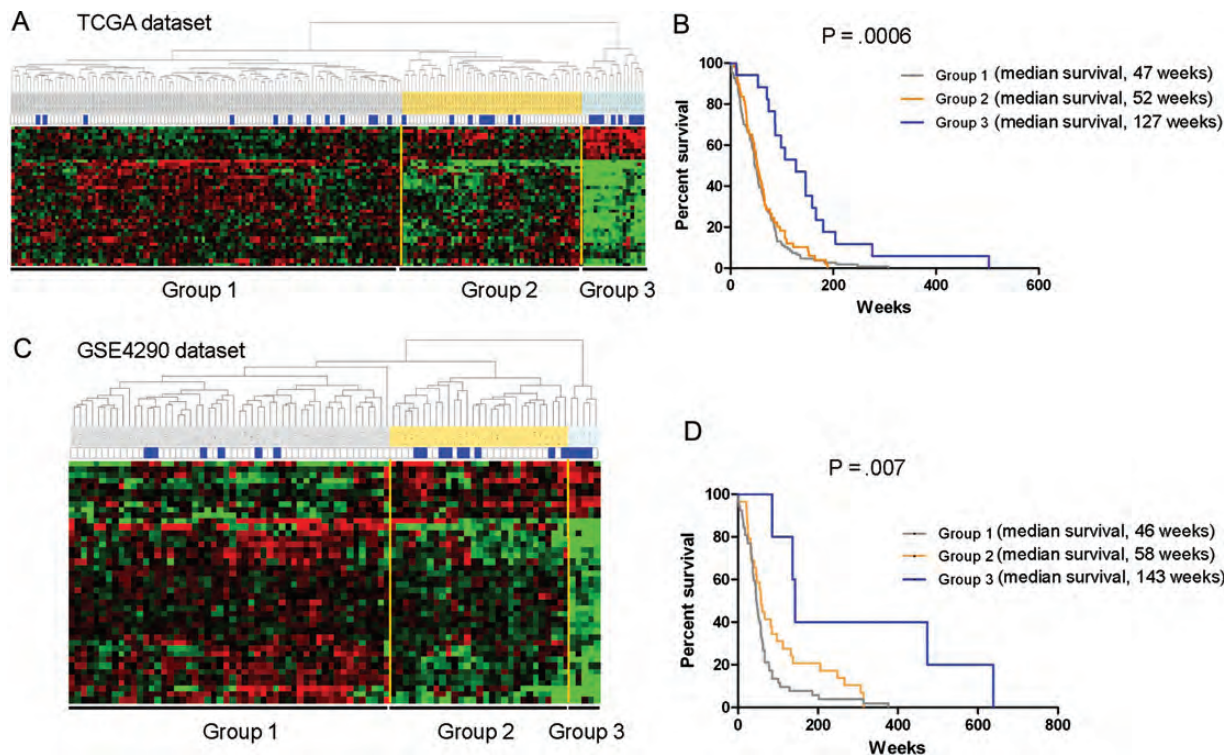 A
TCGA dataset
Group 1
Group 2
Group 3
B
P = .0006
Group 1 (median survival, 47 weeks)
Group 2 (median survival, 52 weeks)
Group 3 (median survival, 127 weeks)
Percent survival
100
80
60
40
20
0
0
200
400
600
Weeks
C
GSE4290 dataset
Group 1
Group 2
Group 3
D
P = .007
Group 1 (median survival, 46 weeks)
Group 2 (median survival, 58 weeks)
Group 3 (median survival, 143 weeks)
Percent survival
100
80
60
40
20
0
0
200
400
600
800
Weeks